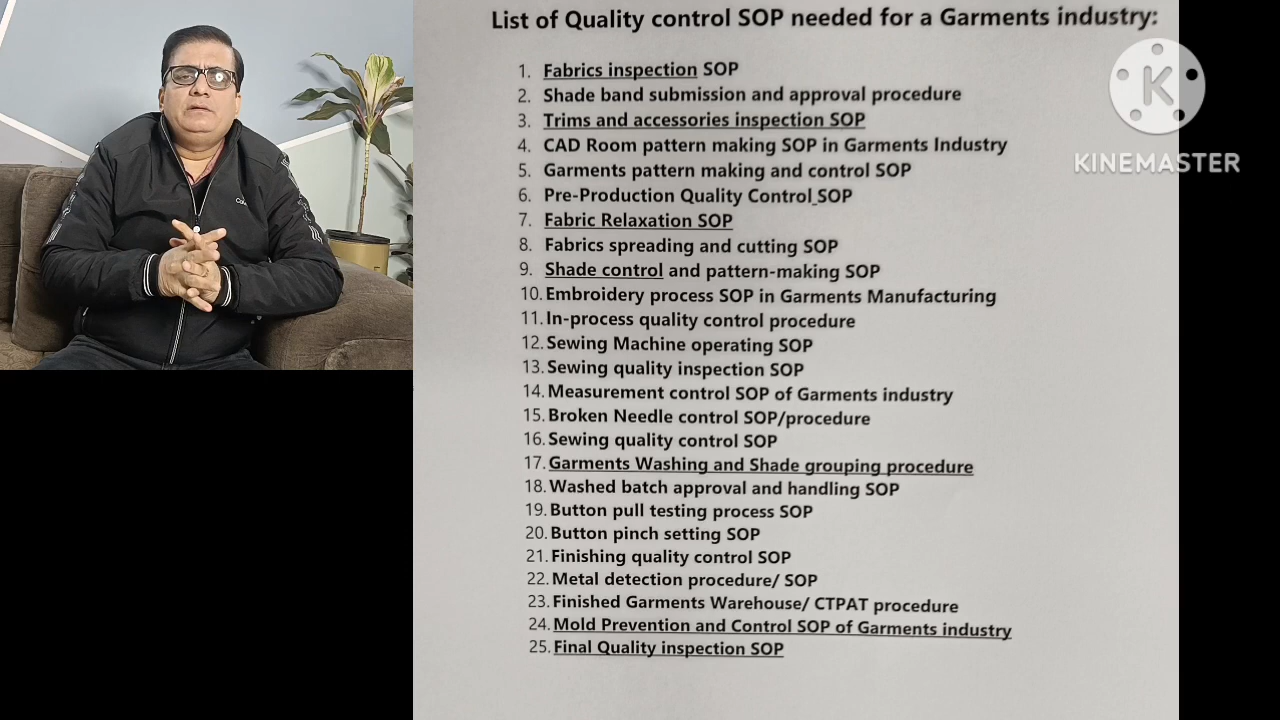 List of Quality control SOP needed for a Garments industry:
1. Fabrics inspection SOP
2. Shade band submission and approval procedure
3. Trims and accessories inspection SOP
4. CAD Room pattern making SOP in Garments Industry
5. Garments pattern making and control SOP
6. Pre-Production Quality Control SOP
7. Fabric Relaxation SOP
8. Fabrics spreading and cutting SOP
9. Shade control and pattern-making SOP
10. Embroidery process SOP in Garments Manufacturing
11. In-process quality control procedure
12. Sewing Machine operating SOP
13. Sewing quality inspection SOP
14. Measurement control SOP of Garments industry
15. Broken Needle control SOP/procedure
16. Sewing quality control SOP
17. Garments Washing and Shade grouping procedure
18. Washed batch approval and handling SOP
19. Button pull testing process SOP
20. Button pinch setting SOP
21. Finishing quality control SOP
22. Metal detection procedure/ SOP
23. Finished Garments Warehouse/ CTPAT procedure
24. Mold Prevention and Control SOP of Garments industry
25. Final Quality inspection SOP
K
KINEMASTER